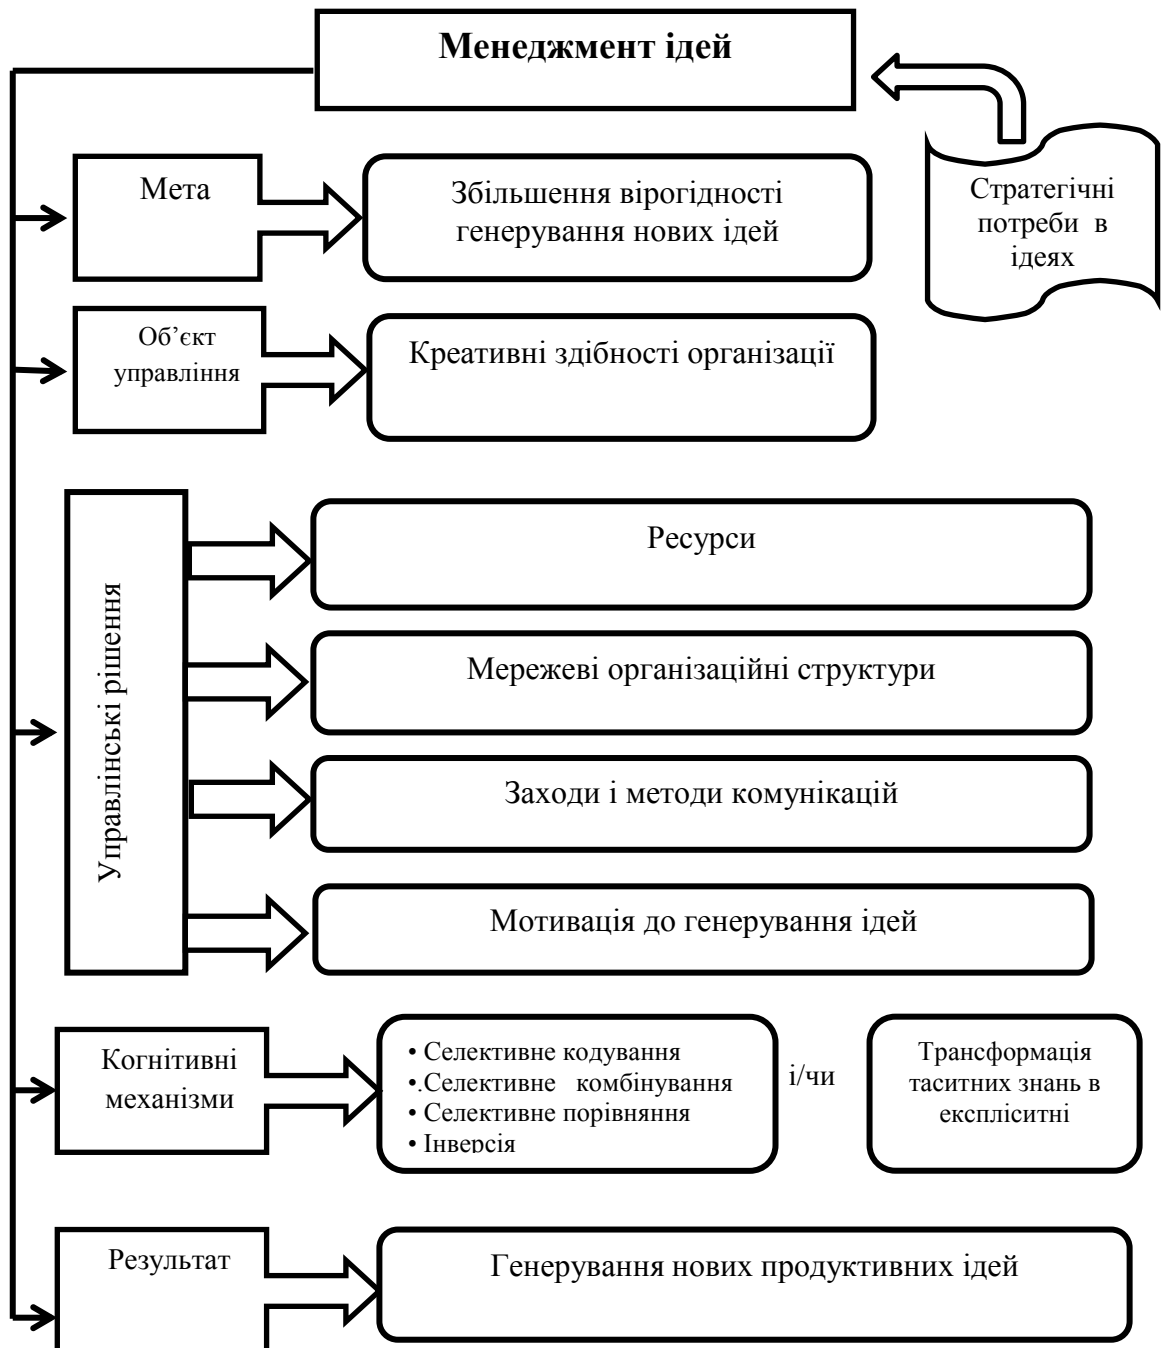 Менеджмент ідей
Стратегічні
потреби в
ідеях
Мета
Збільшення вірогідності
генерування нових ідей
Об’єкт
управління
Креативні здібності організації
Управлінські рішення
Ресурси
Мережеві організаційні структури
Заходи і методи комунікацій
Мотивація до генерування ідей
Когнітивні
механізми
• Селективне кодування
•.Селективне комбінування
• Селективне порівняння
• Інверсія
і/чи
Трансформація
таситних знань в
експліситні
Результат
Генерування нових продуктивних ідей